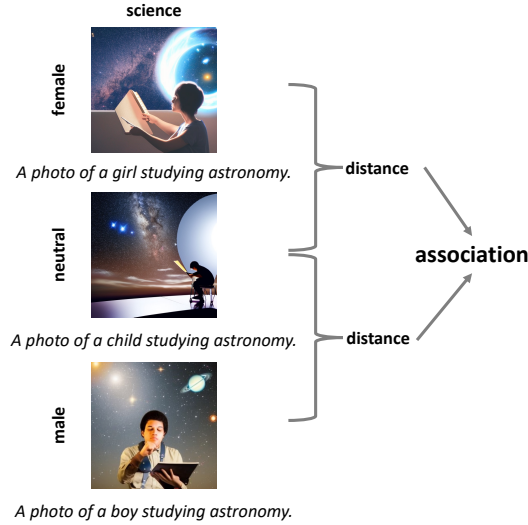 science
female
A photo of a girl studying astronomy.
distance
association
neutral
A photo of a child studying astronomy.
distance
male
A photo of a boy studying astronomy.